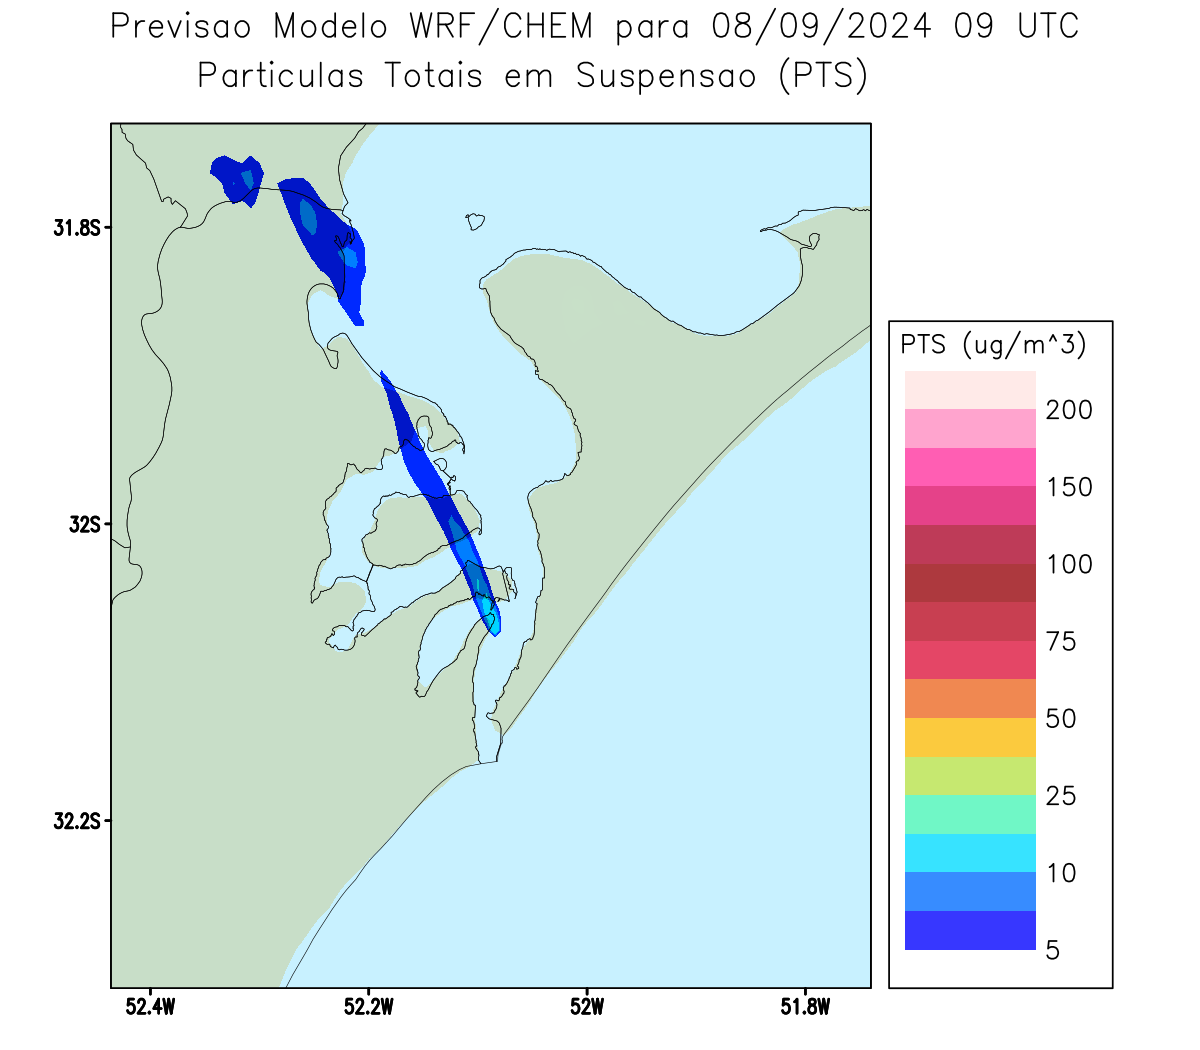 Previsao Modelo WRF/CHEM para 08/09/2024 09 UTC
Particulas Totais em Suspensao (PTS)
31.8S
32S
32.2S
52.4W
52.2W
52W
51.8W
PTS (ug/m^3)
200
150
100
75
50
25
10
5